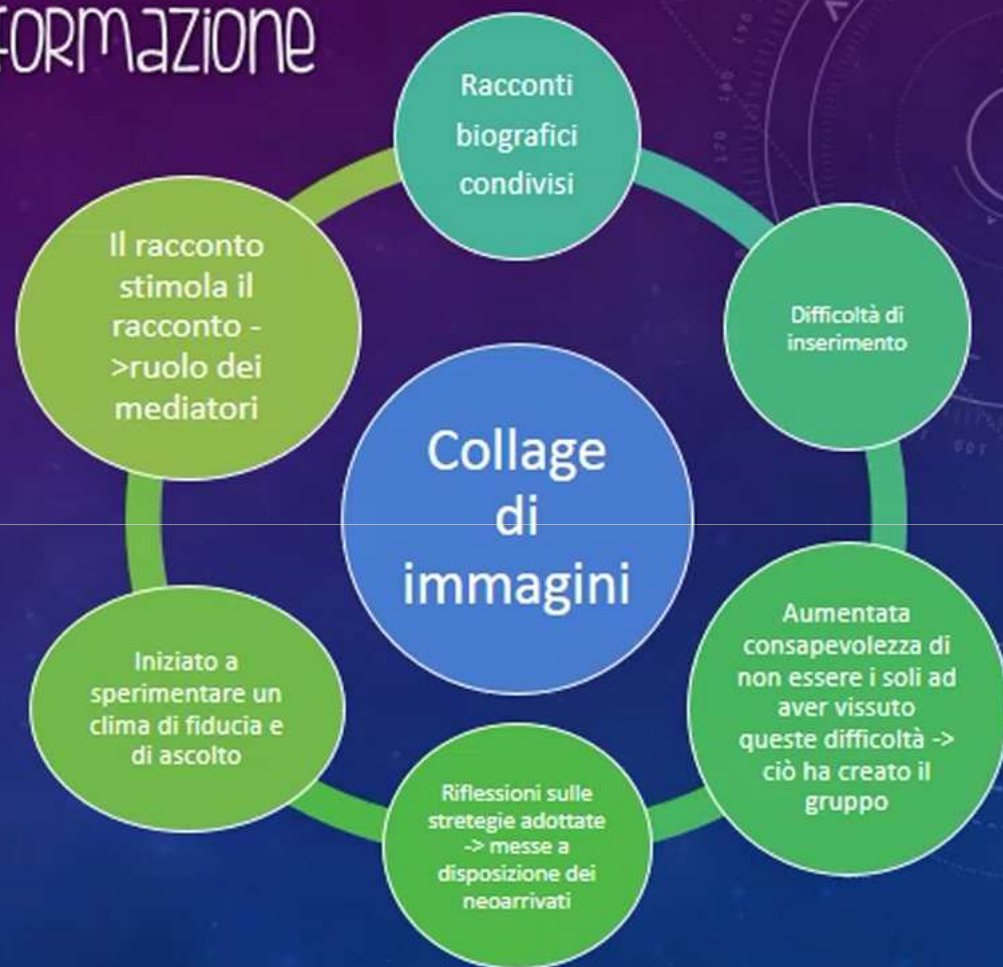 FORMAZIONE
Racconti
biografici
condivisi
Difficoltà di
inserimento
Aumentata
consapevolezza di
non essere i soli ad
aver vissuto
queste difficoltà ->
ciò ha creato il
gruppo
Riflessioni sulle
stretegie adottate
-> messe a
disposizione dei
neoarrivati
Iniziato a
sperimentare un
clima di fiducia e
di ascolto
Il racconto
stimola il
racconto -
>ruolo dei
mediatori
Collage
di
immagini